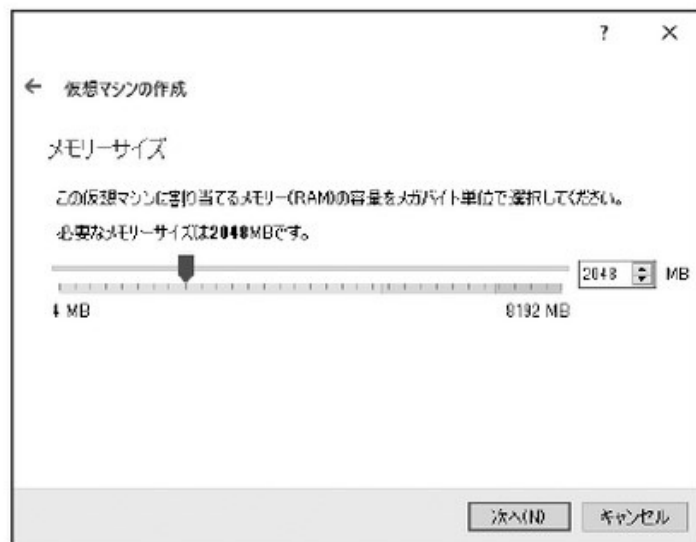 ? ×
← 仮想マシンの作成
メモリーサイズ
この仮想マシンに割り当てるメモリー(RAM)の容量をメガバイト単位で選択してください。
必要なメモリーサイズは2048MBです。
2048 MB
4 MB 8192 MB
次へ(N) キャンセル